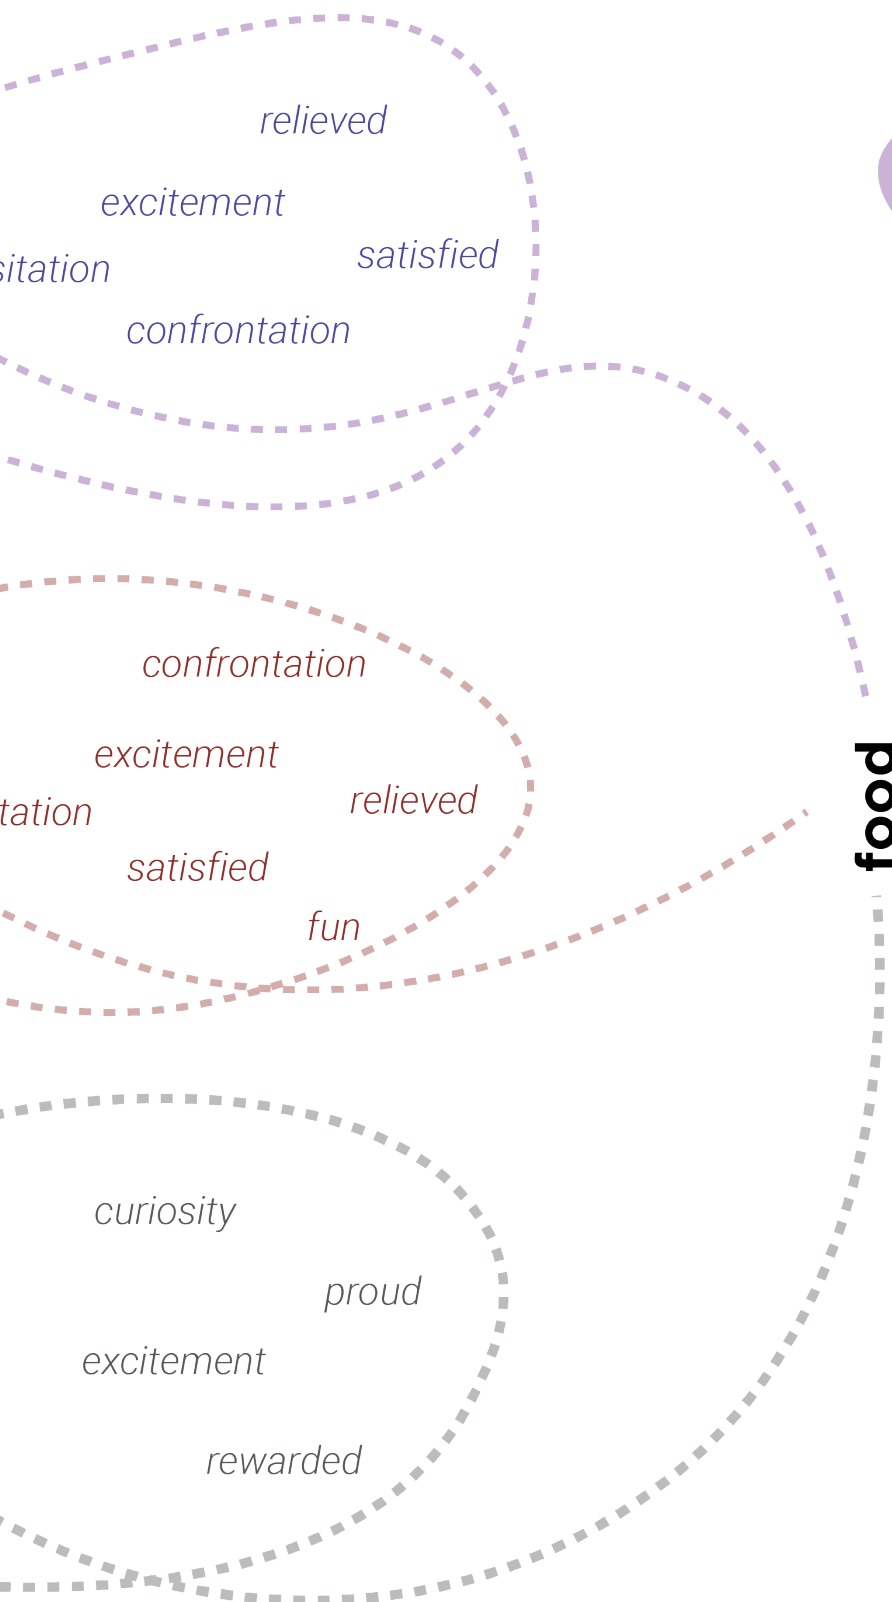 relieved
excitement
satisfied
sitation
confrontation
confrontation
excitement
relieved
tation
satisfied
fun
food
curiosity
proud
excitement
rewarded